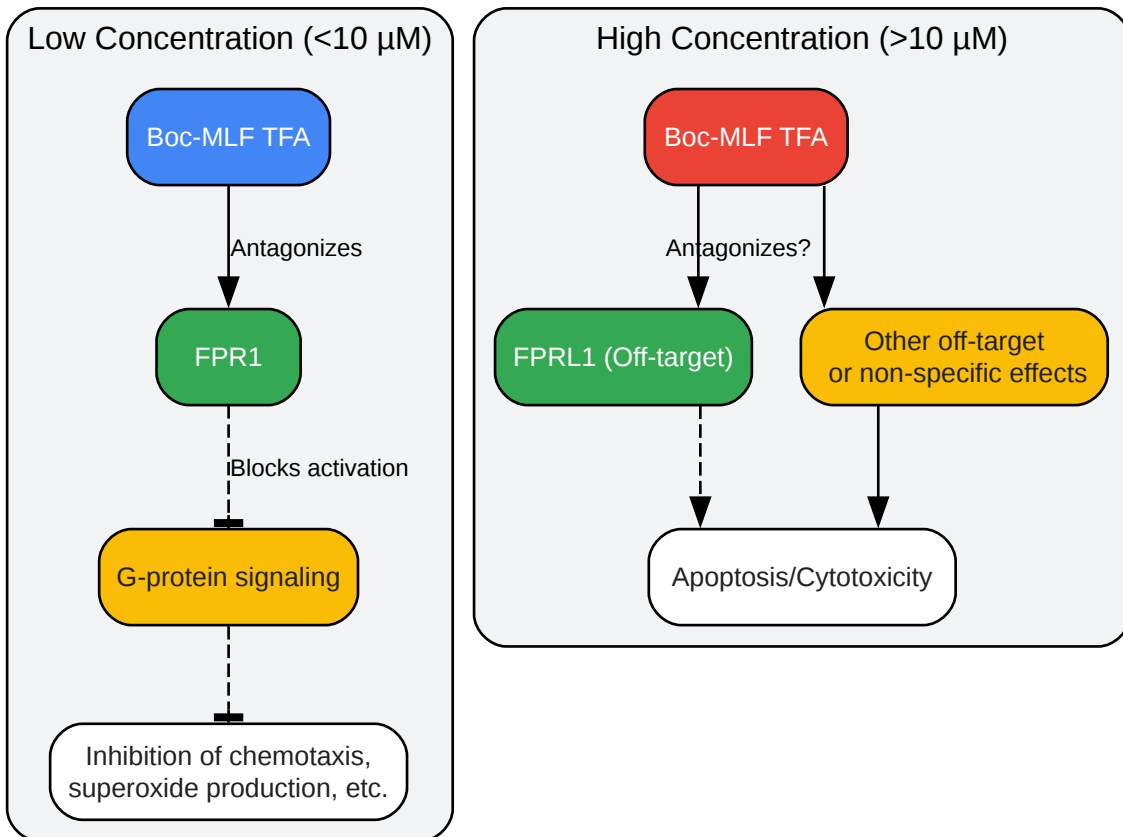 Low Concentration (<10 µM)
Boc-MLF TFA
Antagonizes
FPR1
Blocks activation
G-protein signaling
Inhibition of chemotaxis,
superoxide production, etc.
High Concentration (>10 µM)
Boc-MLF TFA
Antagonizes?
FPRL1 (Off-target)
Other off-target
or non-specific effects
Apoptosis/Cytotoxicity